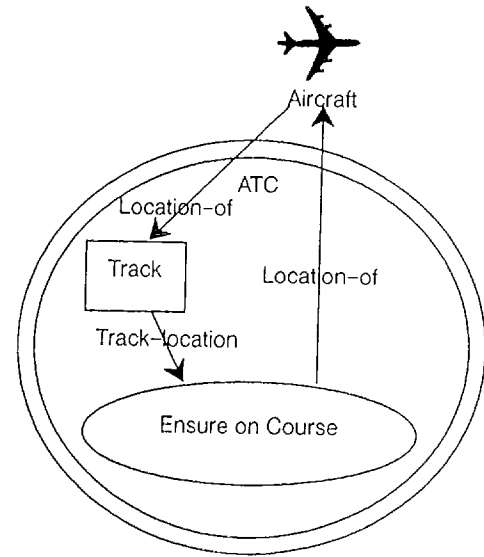 Aircraft
ATC
Location-of
Track
Location-of
Track-location
Ensure on Course